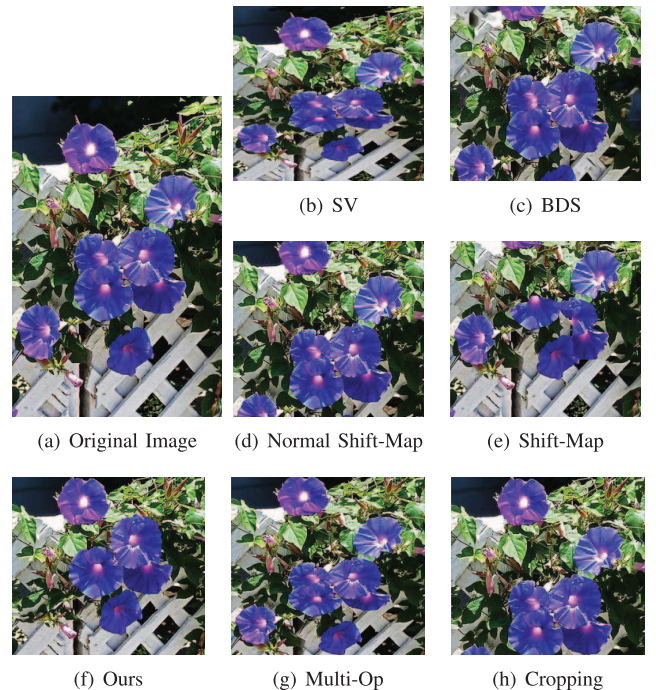 (b) SV
(c) BDS
(a) Original Image
(d) Normal Shift-Map
(e) Shift-Map
(f) Ours
(g) Multi-Op
(h) Cropping